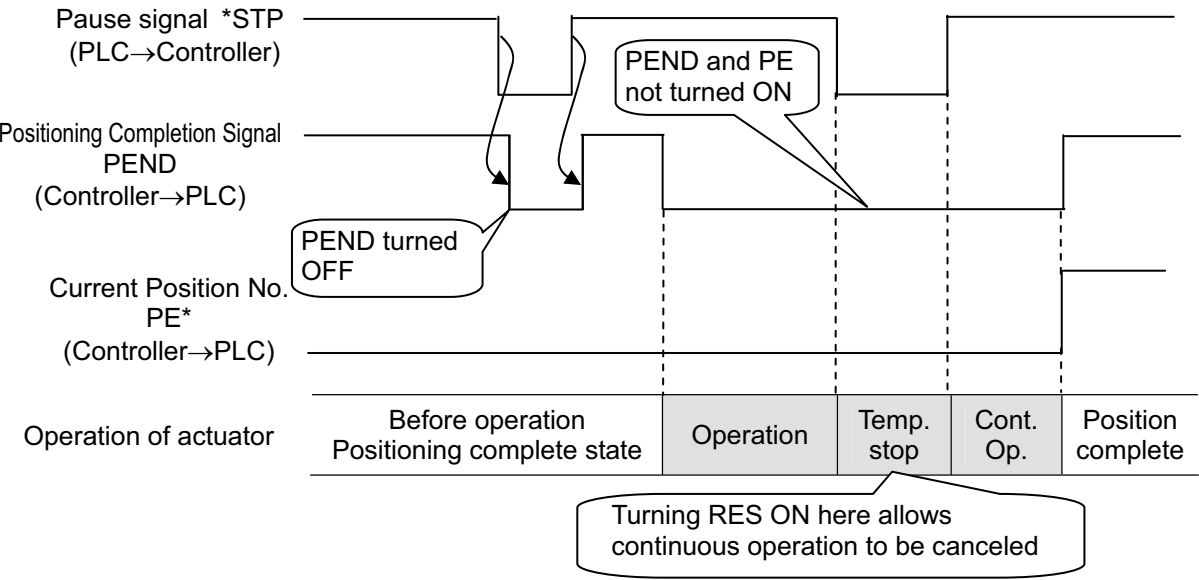 Pause signal *STP
(PLC→Controller)
PEND and PE
not turned ON
Positioning Completion Signal
PEND
(Controller→PLC)
PEND turned
OFF
Current Position No.
PE*
(Controller→PLC)
Operation of actuator
Before operation
Positioning complete state
Operation
Temp.
stop
Cont.
Op.
Position
complete
Turning RES ON here allows
continuous operation to be canceled